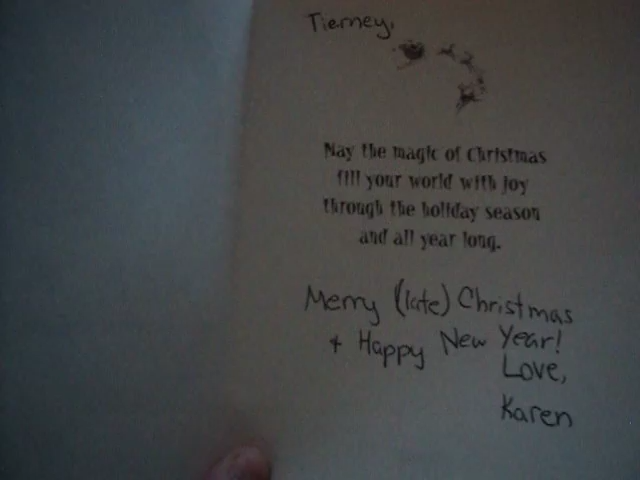 Tierney,
May the magic of Christmas
fill your world with joy
through the holiday season
and all year long.
Merry (late) Christmas
+ Happy New Year!
Love,
Karen